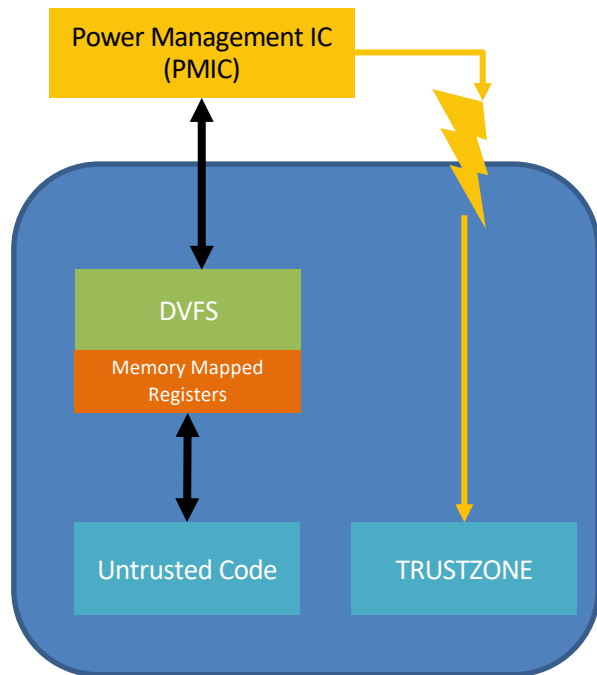 Power Management IC
(PMIC)
DVFS
Memory Mapped
Registers
Untrusted Code
TRUSTZONE